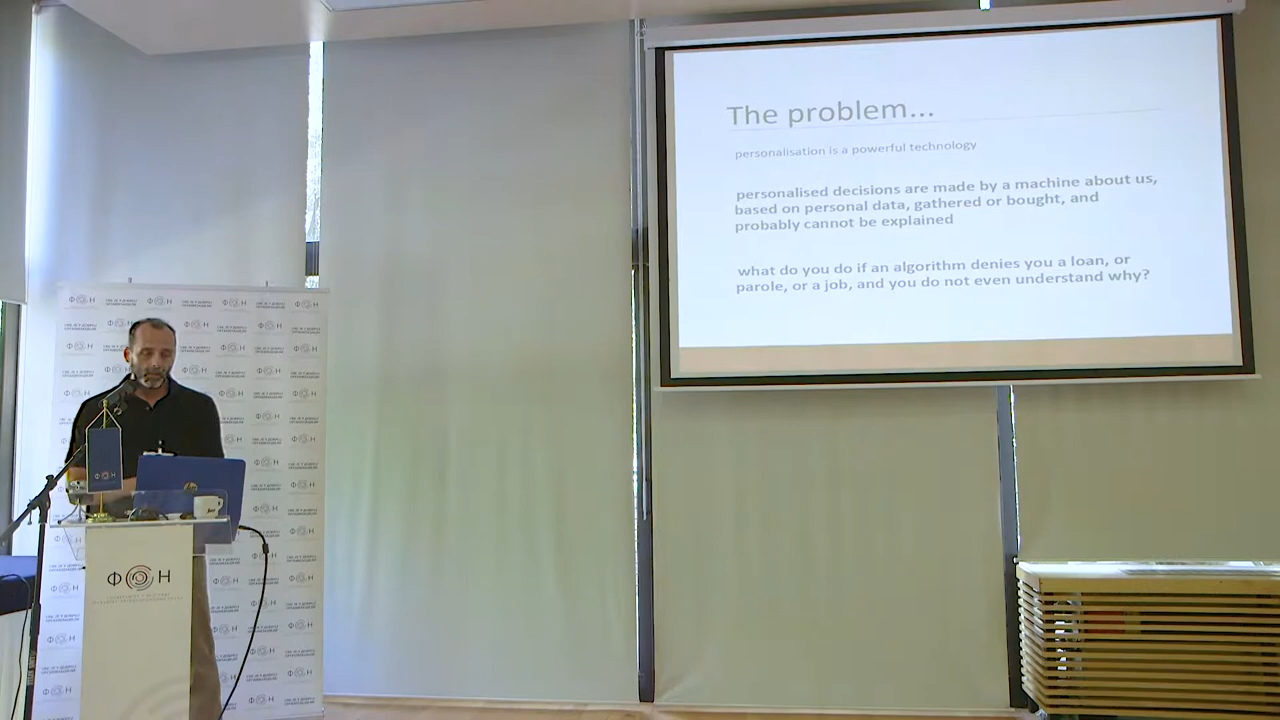 The problem...
personalisation is a powerful technology
personalised decisions are made by a machine about us,
based on personal data, gathered or bought, and
probably cannot be explained
what do you do if an algorithm denies you a loan, or
parole, or a job, and you do not even understand why?
ФОН